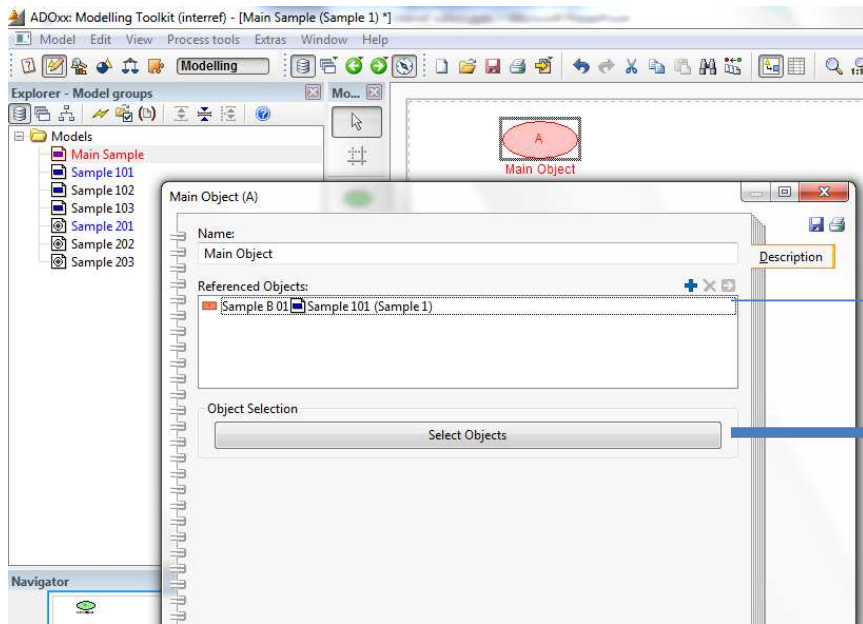 ADOxx: Modelling Toolkit (interref) - [Main Sample (Sample 1) *]
Model Edit View Process tools Extras Window Help
Modelling
Explorer - Model groups
Mo...
Models
Main Sample
Sample 101
Sample 102
Sample 103
Sample 201
Sample 202
Sample 203
A
Main Object
Main Object (A)
Name:
Main Object
Description
Referenced Objects:
Sample B 01 Sample 101 (Sample 1)
Object Selection
Select Objects
Navigator